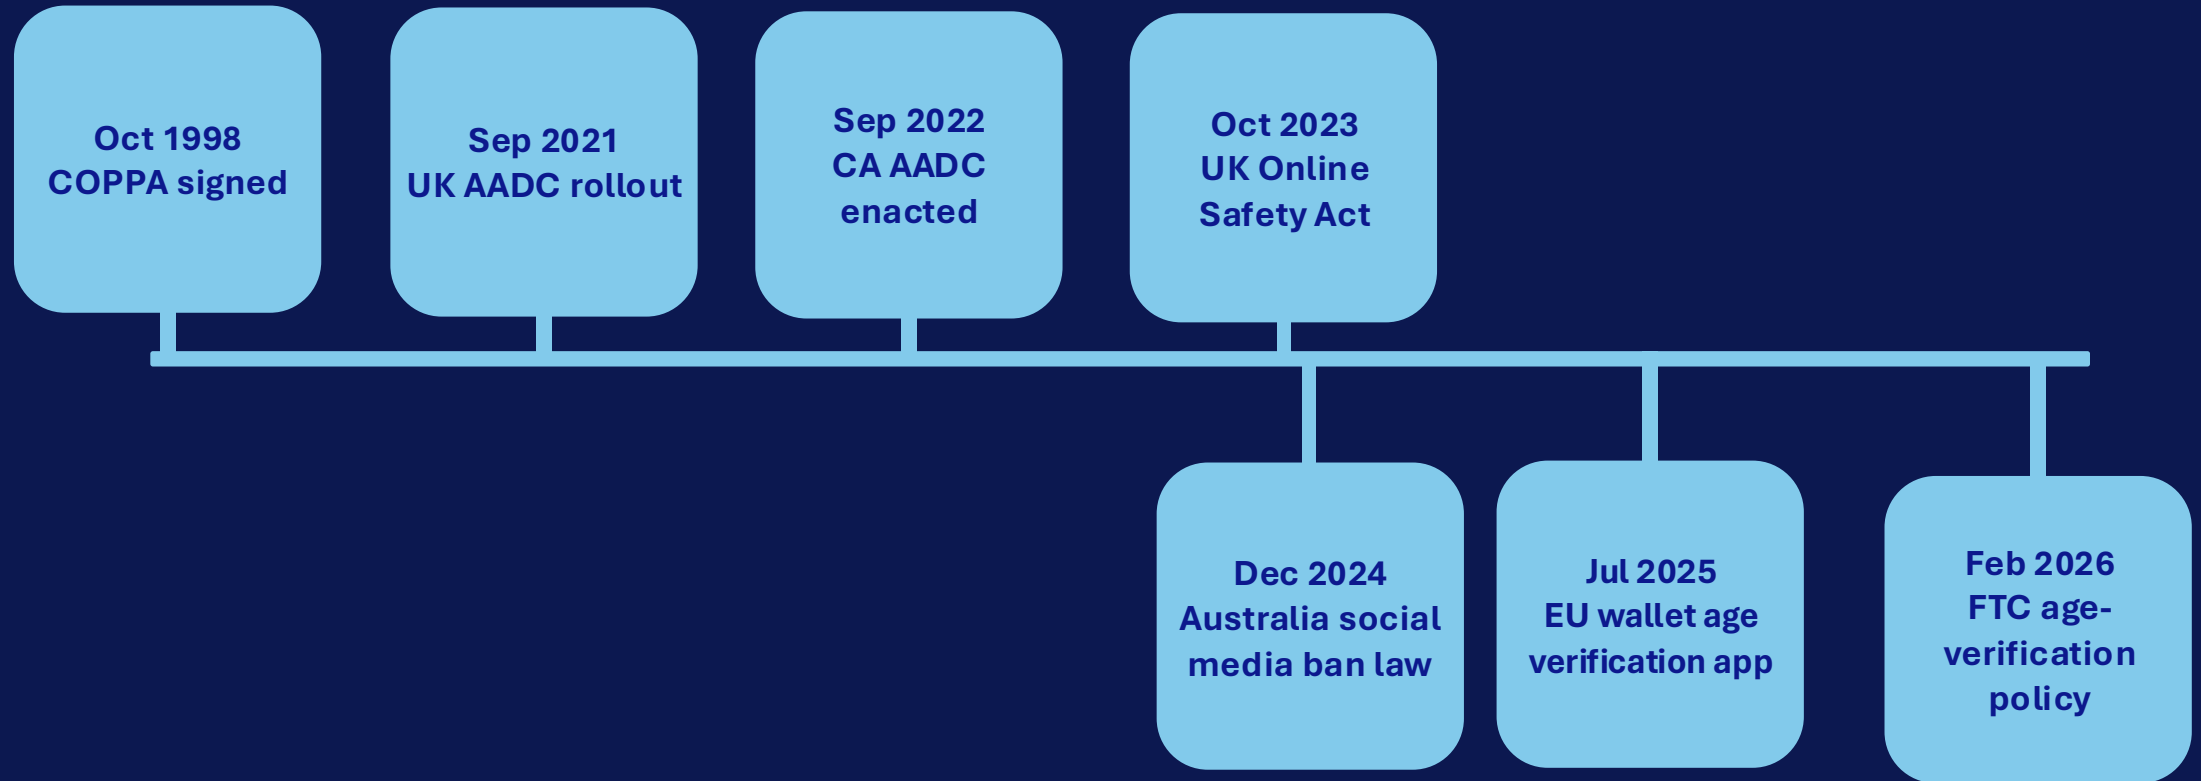 Oct 1998
COPPA signed
Sep 2021
UK AADC rollout
Sep 2022
CA AADC
enacted
Oct 2023
UK Online
Safety Act
Dec 2024
Australia social
media ban law
Jul 2025
EU wallet age
verification app
Feb 2026
FTC age-
verification
policy